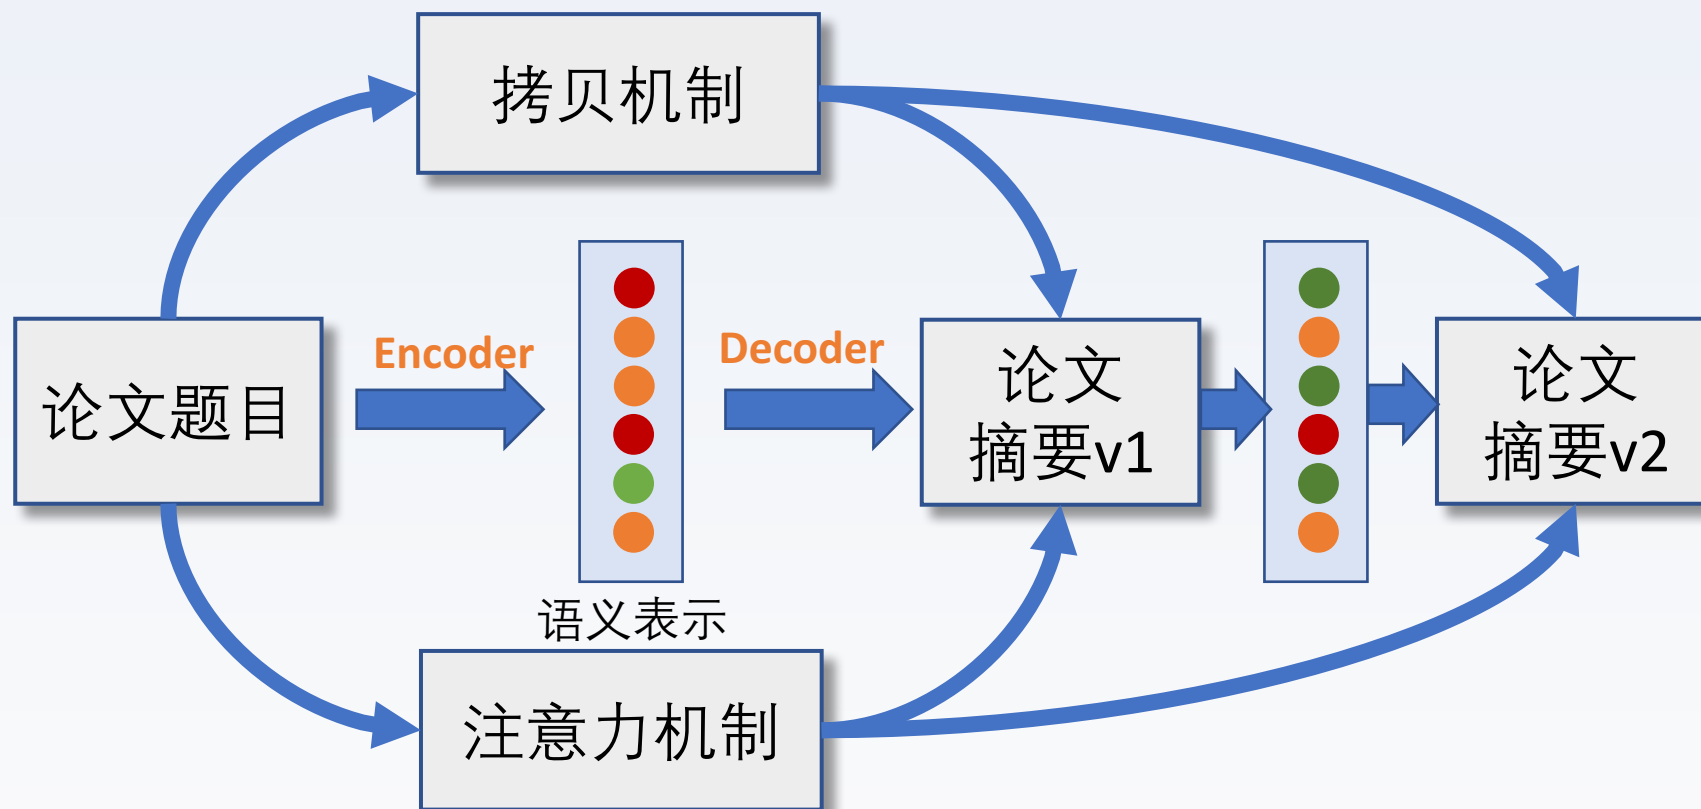 拷贝机制
Encoder
Decoder
论文题目
论文
摘要v1
论文
摘要v2
语义表示
注意力机制